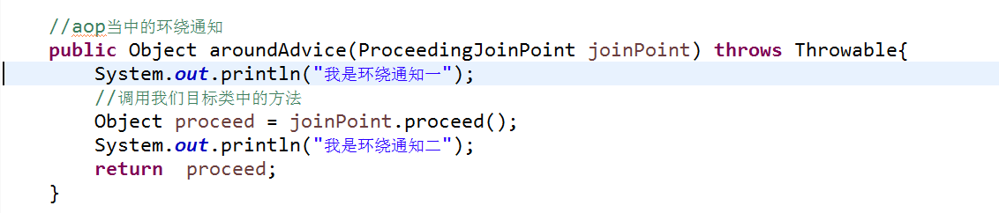 //aop当中的环绕通知
public Object aroundAdvice(ProceedingJoinPoint joinPoint) throws Throwable{
System.out.println("我是环绕通知一");
//调用我们目标类中的方法
Object proceed = joinPoint.proceed();
System.out.println("我是环绕通知二");
return  proceed;
}